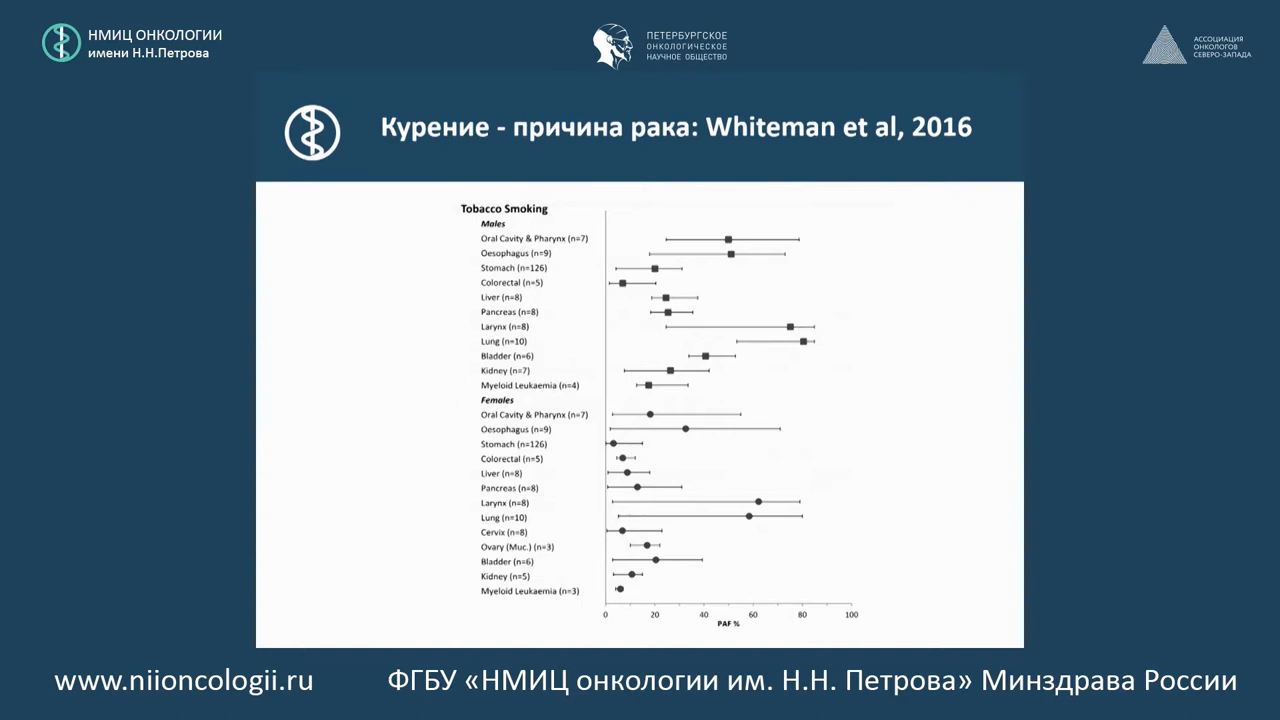 НМИЦ ОНКОЛОГИИ
имени Н.Н.Петрова
ПЕТЕРБУРГСКОЕ
ОНКОЛОГИЧЕСКОЕ
НАУЧНОЕ ОБЩЕСТВО
АССОЦИАЦИЯ
ОНКОЛОГОВ
СЕВЕРО-ЗАПАДА
Курение - причина рака: Whiteman et al, 2016
Tobacco Smoking
Males
Oral Cavity & Pharynx (n=7)
Oesophagus (n=9)
Stomach (n=126)
Colorectal (n=5)
Liver (n=8)
Pancreas (n=8)
Larynx (n=8)
Lung (n=10)
Bladder (n=6)
Kidney (n=7)
Myeloid Leukaemia (n=4)
Females
Oral Cavity & Pharynx (n=7)
Oesophagus (n=9)
Stomach (n=126)
Colorectal (n=5)
Liver (n=8)
Pancreas (n=8)
Larynx (n=8)
Lung (n=10)
Cervix (n=8)
Ovary (Muc.) (n=3)
Bladder (n=6)
Kidney (n=5)
Myeloid Leukaemia (n=3)
0 20 40 60 80 100
PAF %
www.niioncologii.ru ФГБУ «НМИЦ онкологии им. Н.Н. Петрова» Минздрава России